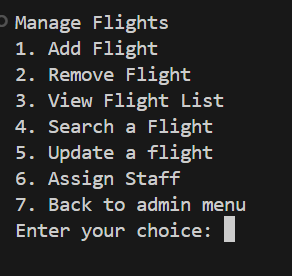 Manage Flights
1. Add Flight
2. Remove Flight
3. View Flight List
4. Search a Flight
5. Update a flight
6. Assign Staff
7. Back to admin menu
Enter your choice: